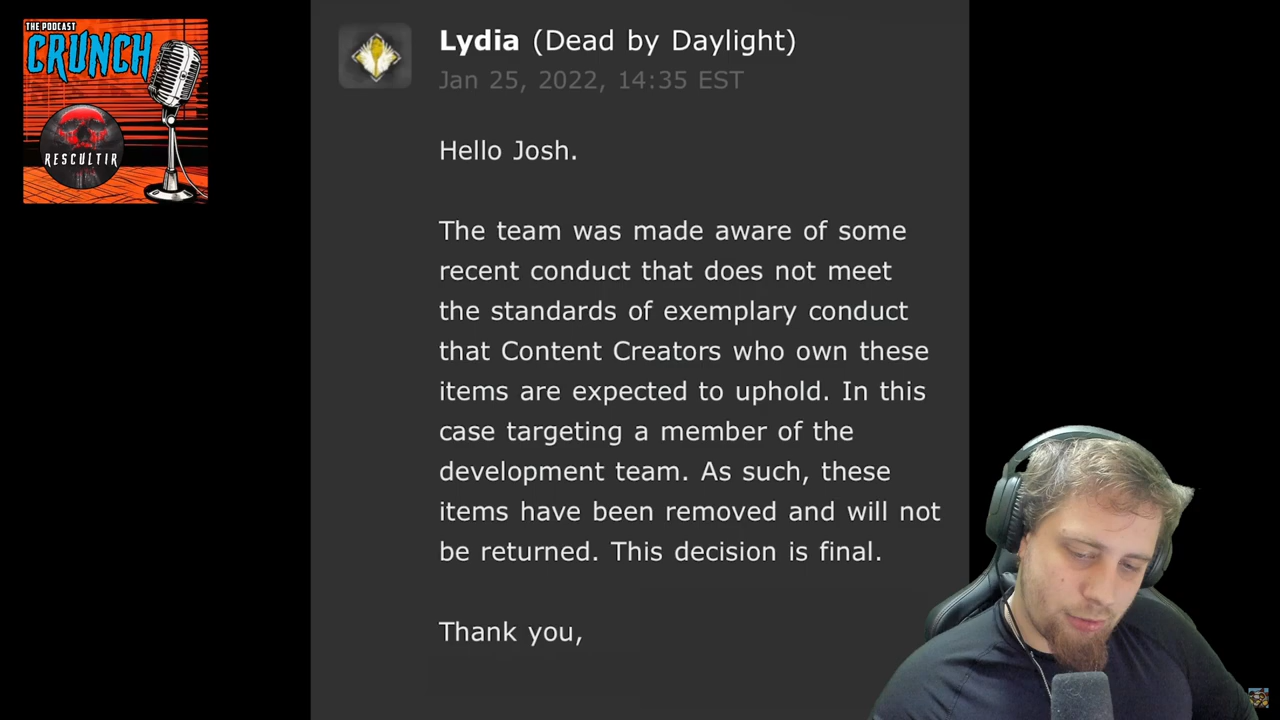 THE PODCAST
CRUNCH
RESCULTIR
Lydia (Dead by Daylight)
Jan 25, 2022, 14:35 EST
Hello Josh.
The team was made aware of some
recent conduct that does not meet
the standards of exemplary conduct
that Content Creators who own these
items are expected to uphold. In this
case targeting a member of the
development team. As such, these
items have been removed and will not
be returned. This decision is final.
Thank you,